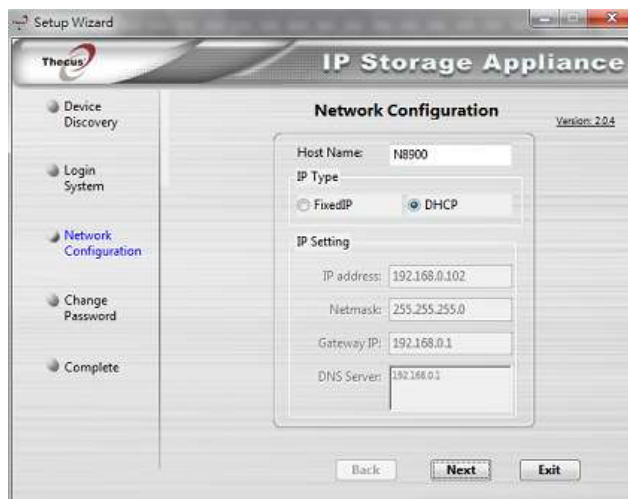 Setup Wizard
Thecus
IP Storage Appliance
Device
Discovery
Login
System
Network
Configuration
Change
Password
Complete
Network Configuration
Version: 2.0.4
Host Name: N8900
IP Type
FixedIP DHCP
IP Setting
IP address: 192.168.0.102
Netmask: 255.255.255.0
Gateway IP: 192.168.0.1
DNS Server: 192.168.0.1
Back Next Exit